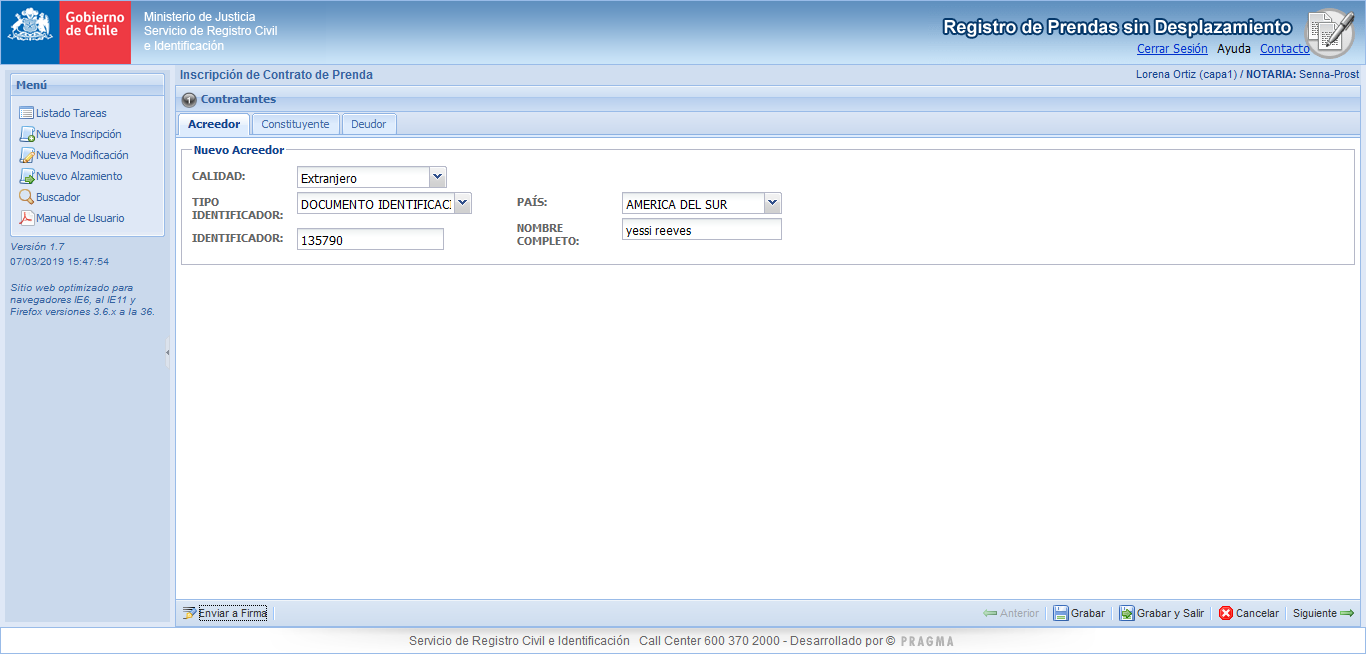 Gobierno
de Chile
Ministerio de Justicia
Servicio de Registro Civil
e Identificación
Registro de Prendas sin Desplazamiento
Cerrar Sesión Ayuda Contacto
Menú
Listado Tareas
Nueva Inscripción
Nueva Modificación
Nuevo Alzamiento
Buscador
Manual de Usuario
Versión 1.7
07/03/2019 15:47:54
Sitio web optimizado para
navegadores IE6, al IE11 y
Firefox versiones 3.6.x a la 36.
Inscripción de Contrato de Prenda
Lorena Ortiz (capa1) / NOTARIA: Senna-Prost
1 Contratantes
Acreedor Constituyente Deudor
Nuevo Acreedor
CALIDAD: Extranjero
TIPO
IDENTIFICADOR: DOCUMENTO IDENTIFICAC
PAÍS: AMERICA DEL SUR
IDENTIFICADOR: 135790
NOMBRE
COMPLETO: yessi reeves
Enviar a Firma
Anterior Grabar Grabar y Salir Cancelar Siguiente
Servicio de Registro Civil e Identificación Call Center 600 370 2000 - Desarrollado por © PRAGMA